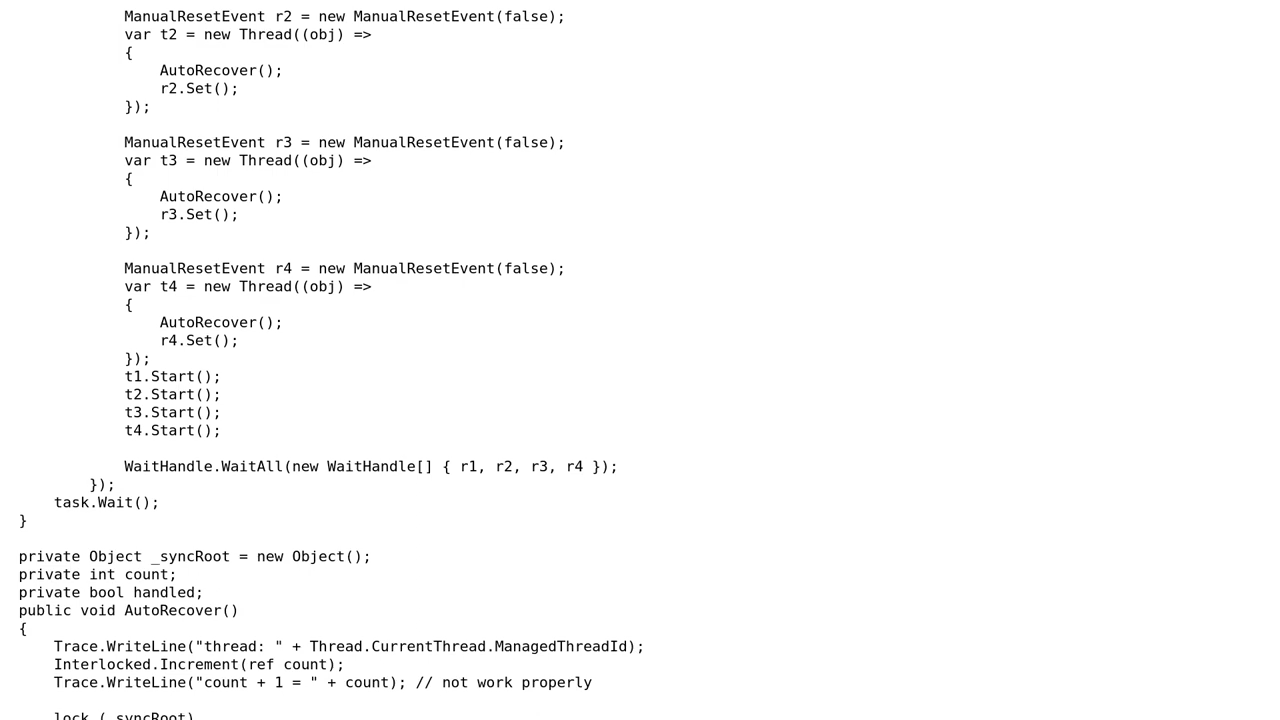 ManualResetEvent r2 = new ManualResetEvent(false);
var t2 = new Thread((obj) =>
{
AutoRecover();
r2.Set();
});
ManualResetEvent r3 = new ManualResetEvent(false);
var t3 = new Thread((obj) =>
{
AutoRecover();
r3.Set();
});
ManualResetEvent r4 = new ManualResetEvent(false);
var t4 = new Thread((obj) =>
{
AutoRecover();
r4.Set();
});
t1.Start();
t2.Start();
t3.Start();
t4.Start();
WaitHandle.WaitAll(new WaitHandle[] { r1, r2, r3, r4 });
});
task.Wait();
}
private Object _syncRoot = new Object();
private int count;
private bool handled;
public void AutoRecover()
{
Trace.WriteLine("thread: " + Thread.CurrentThread.ManagedThreadId);
Interlocked.Increment(ref count);
Trace.WriteLine("count + 1 = " + count); // not work properly
lock (_syncRoot)